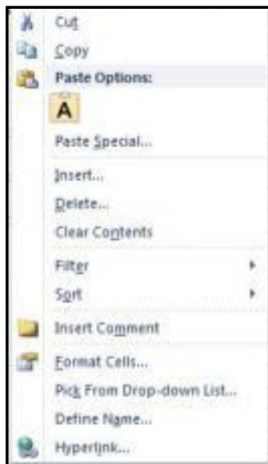 Cut
Copy
Paste Options:
A
Paste Special...
Insert...
Delete...
Clear Contents
Filter
Sort
Insert Comment
Format Cells...
Pick From Drop-down List...
Define Name...
Hyperlink...